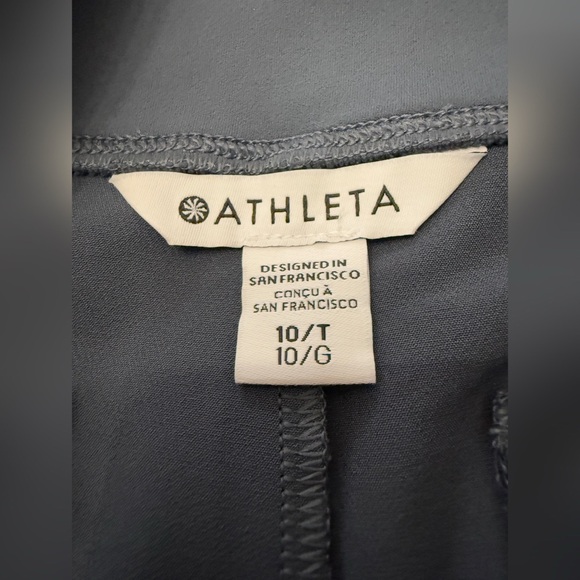 ATHLETA
DESIGNED IN
SAN FRANCISCO
CONÇU À
SAN FRANCISCO
10/T
10/G